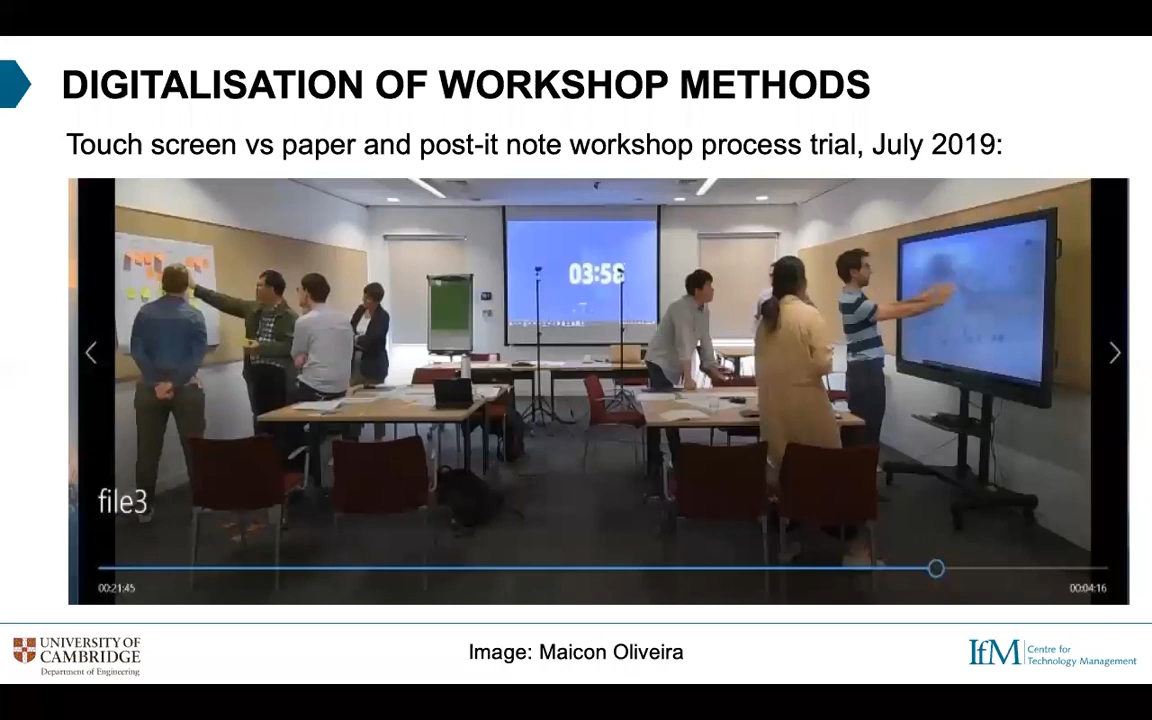 DIGITALISATION OF WORKSHOP METHODS
Touch screen vs paper and post-it note workshop process trial, July 2019:
03:58
file3
00:21:45
00:04:16
UNIVERSITY OF
CAMBRIDGE
Department of Engineering
Image: Maicon Oliveira
IfM
Centre for
Technology Management